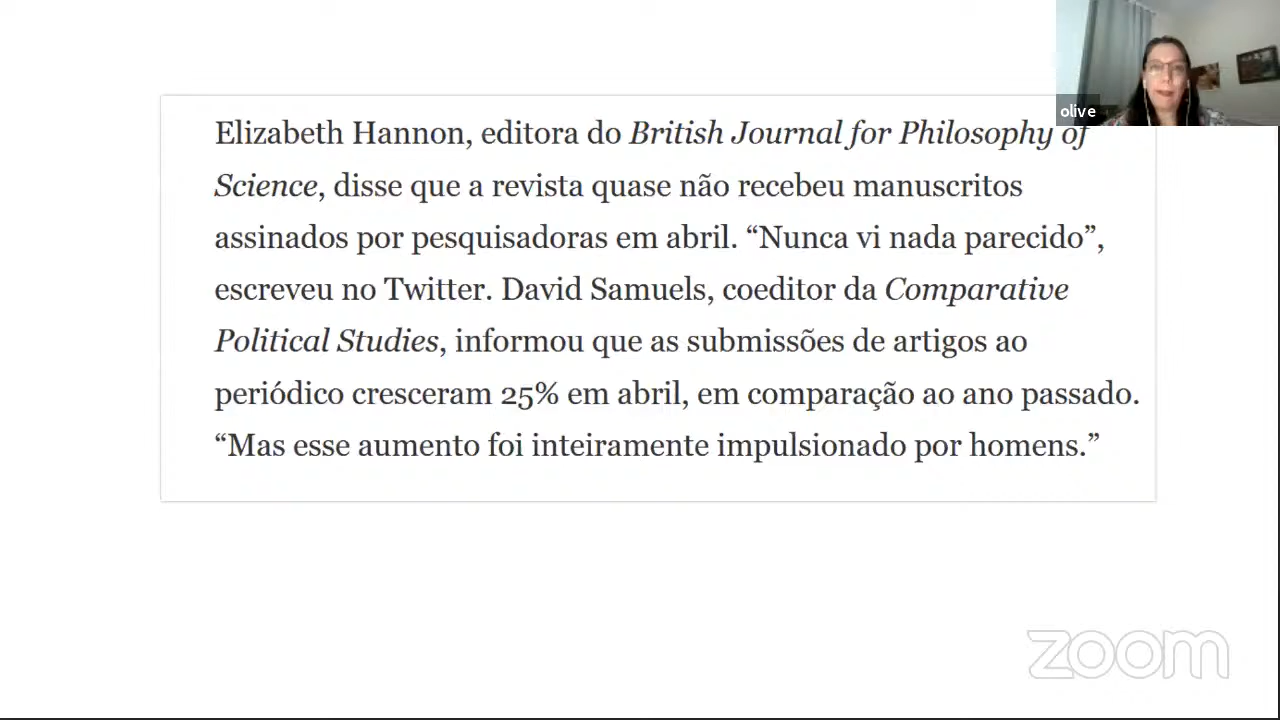 Elizabeth Hannon, editora do British Journal for Philosophy of
Science, disse que a revista quase não recebeu manuscritos
assinados por pesquisadoras em abril. “Nunca vi nada parecido”,
escreveu no Twitter. David Samuels, coeditor da Comparative
Political Studies, informou que as submissões de artigos ao
periódico cresceram 25% em abril, em comparação ao ano passado.
“Mas esse aumento foi inteiramente impulsionado por homens.”
olive
zoom